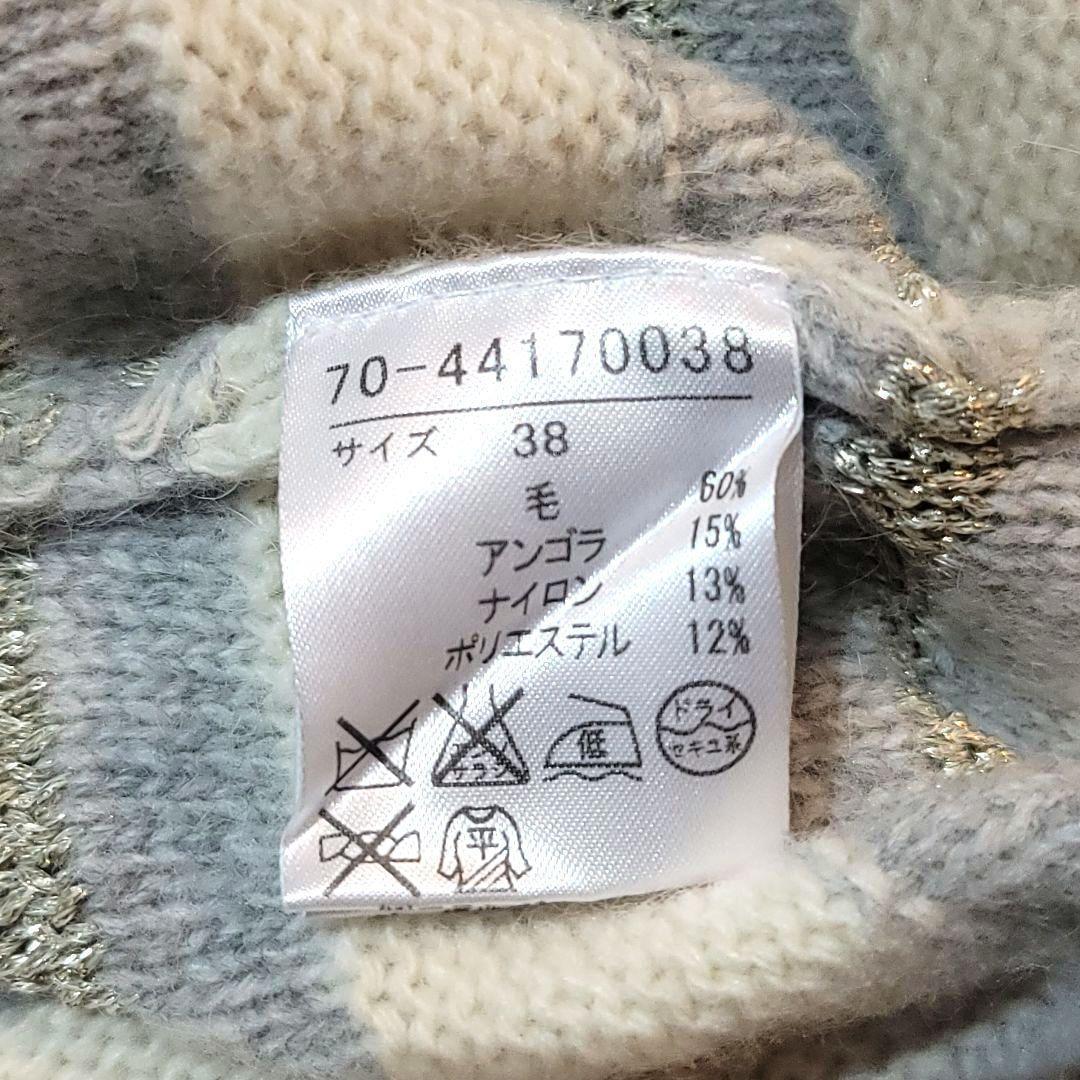 70-44170038
サイズ 38
毛 60%
アンゴラ 15%
ナイロン 13%
ポリエステル 12%
低
ドライ
セキユ系
平